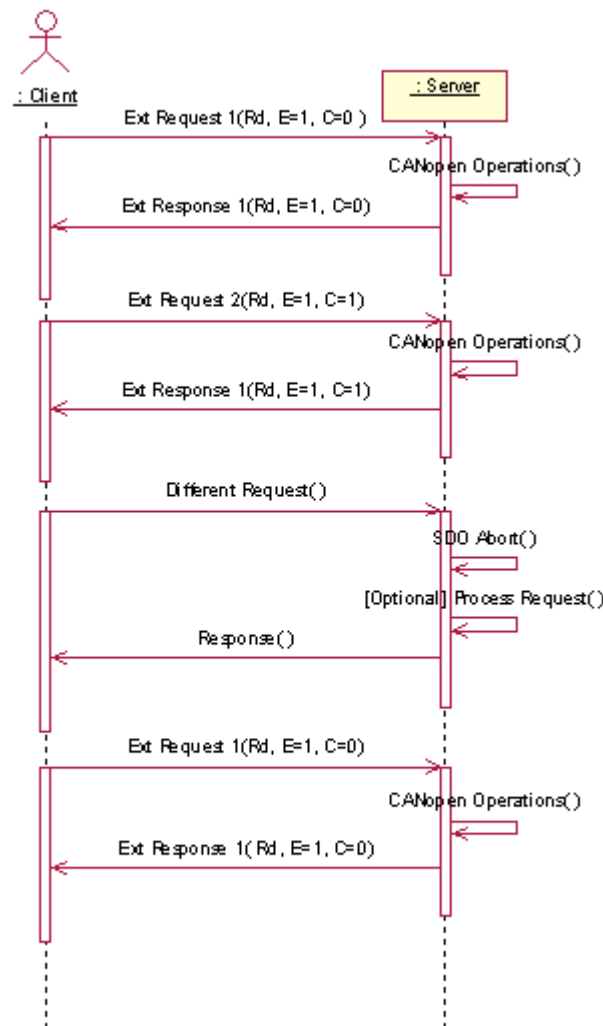 : Client
: Server
Ext Request 1(Rd, E=1, C=0 )
CANopen Operations()
Ext Response 1(Rd, E=1, C=0)
Ext Request 2(Rd, E=1, C=1)
CANopen Operations()
Ext Response 1(Rd, E=1, C=1)
Different Request()
SDO Abort()
[Optional] Process Request()
Response()
Ext Request 1(Rd, E=1, C=0)
CANopen Operations()
Ext Response 1( Rd, E=1, C=0)